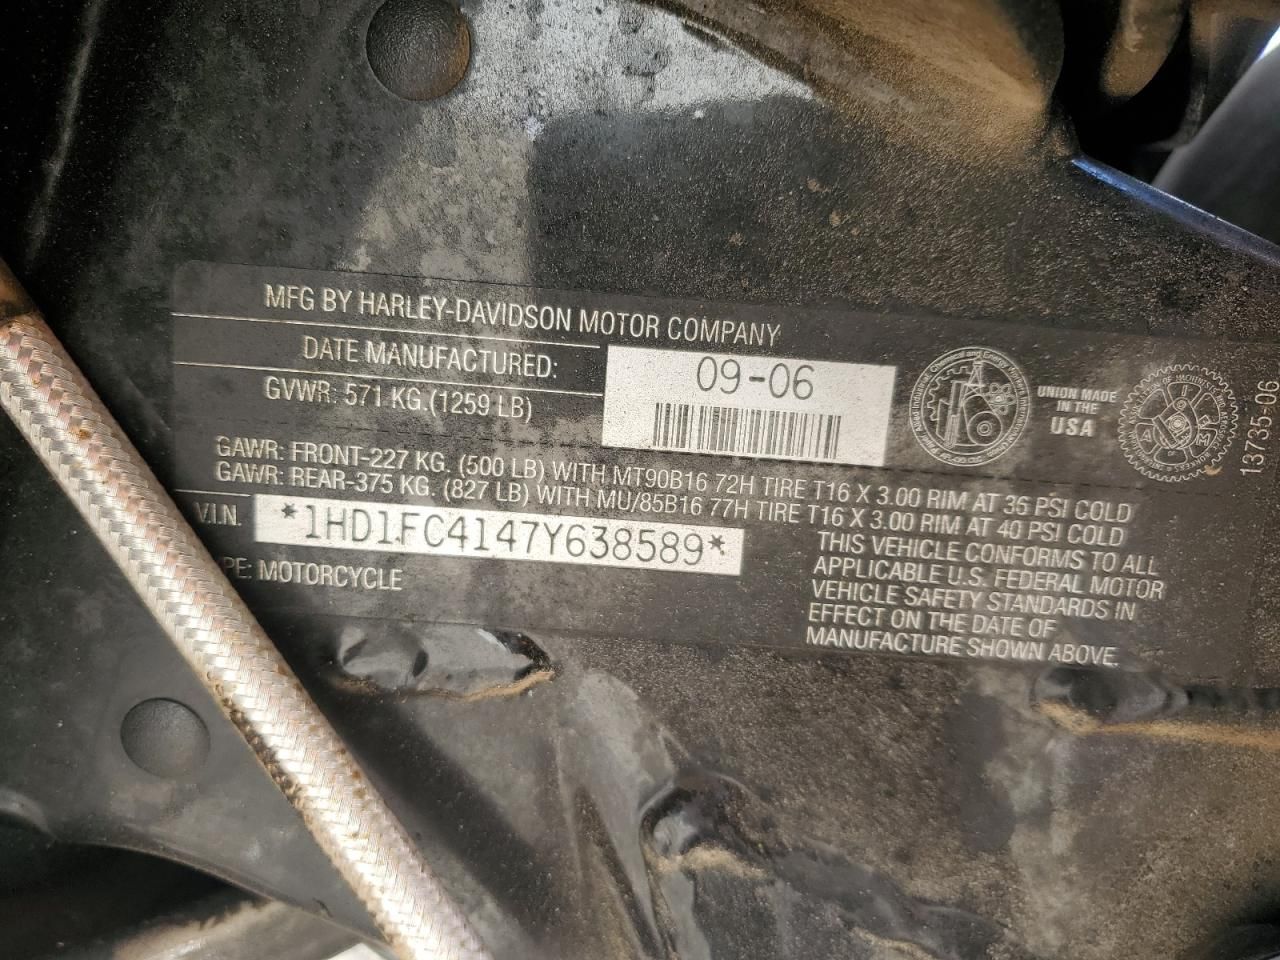 MFG BY HARLEY-DAVIDSON MOTOR COMPANY
DATE MANUFACTURED: 09-06
GVWR: 571 KG.(1259 LB)
UNION MADE
IN THE
USA
13735-06
GAWR: FRONT-227 KG. (500 LB) WITH MT90B16 72H TIRE T16 X 3.00 RIM AT 36 PSI COLD
GAWR: REAR-375 KG. (827 LB) WITH MU/85B16 77H TIRE T16 X 3.00 RIM AT 40 PSI COLD
V.I.N. *1HD1FC4147Y638589*
PE: MOTORCYCLE
THIS VEHICLE CONFORMS TO ALL
APPLICABLE U.S. FEDERAL MOTOR
VEHICLE SAFETY STANDARDS IN
EFFECT ON THE DATE OF
MANUFACTURE SHOWN ABOVE.